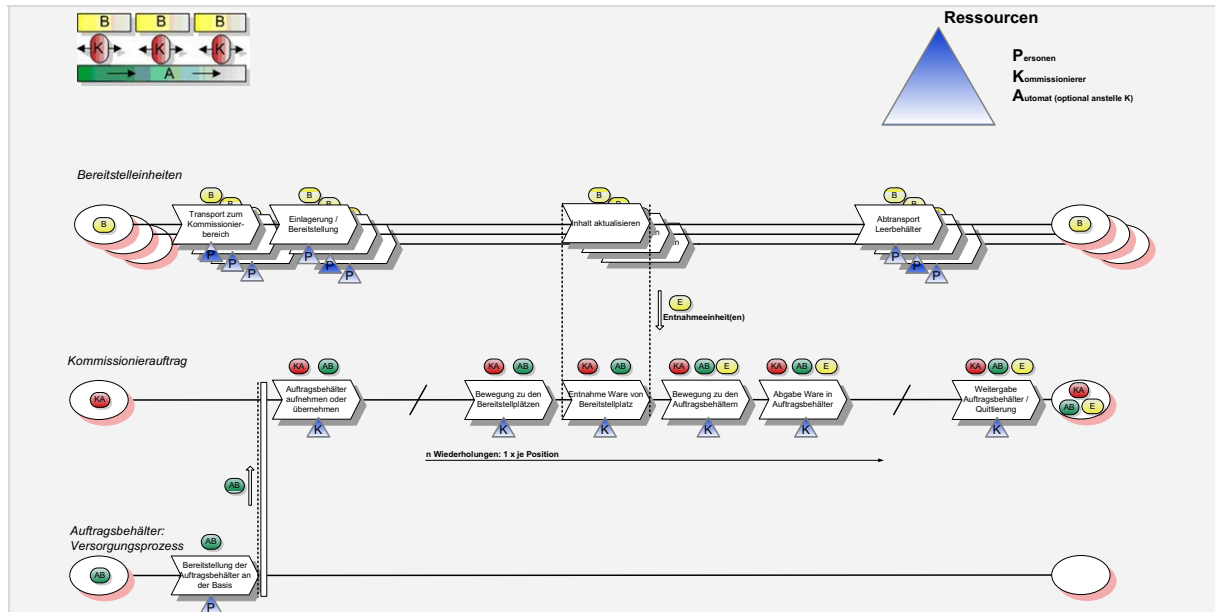 B B B
K K K
A
Ressourcen
Personen
Kommissionierer
Automat (optional anstelle K)
Bereitstelleinheiten
B
B
B
B
B
B
B
B
B
Transport zum
Kommissionier-
bereich
Einlagerung /
Bereitstellung
Inhalt aktualisieren
Abtransport
Leerbehälter
P P P
P P P
P P P
E
Entnahmeeinheit(en)
Kommissionierauftrag
KA
KA AB
Auftragsbehälter
aufnehmen oder
übernehmen
K
KA AB
Bewegung zu den
Bereitstellplätzen
K
KA AB
Entnahme Ware von
Bereitstellplatz
K
KA AB E
Bewegung zu den
Auftragsbehältern
K
KA AB E
Abgabe Ware in
Auftragsbehälter
K
KA AB E
Weitergabe
Auftragsbehälter /
Quittierung
K
KA
AB E
n Wiederholungen: 1 x je Position
AB
Auftragsbehälter:
Versorgungsprozess
AB
AB
Bereitstellung der
Auftragsbehälter an
der Basis
P